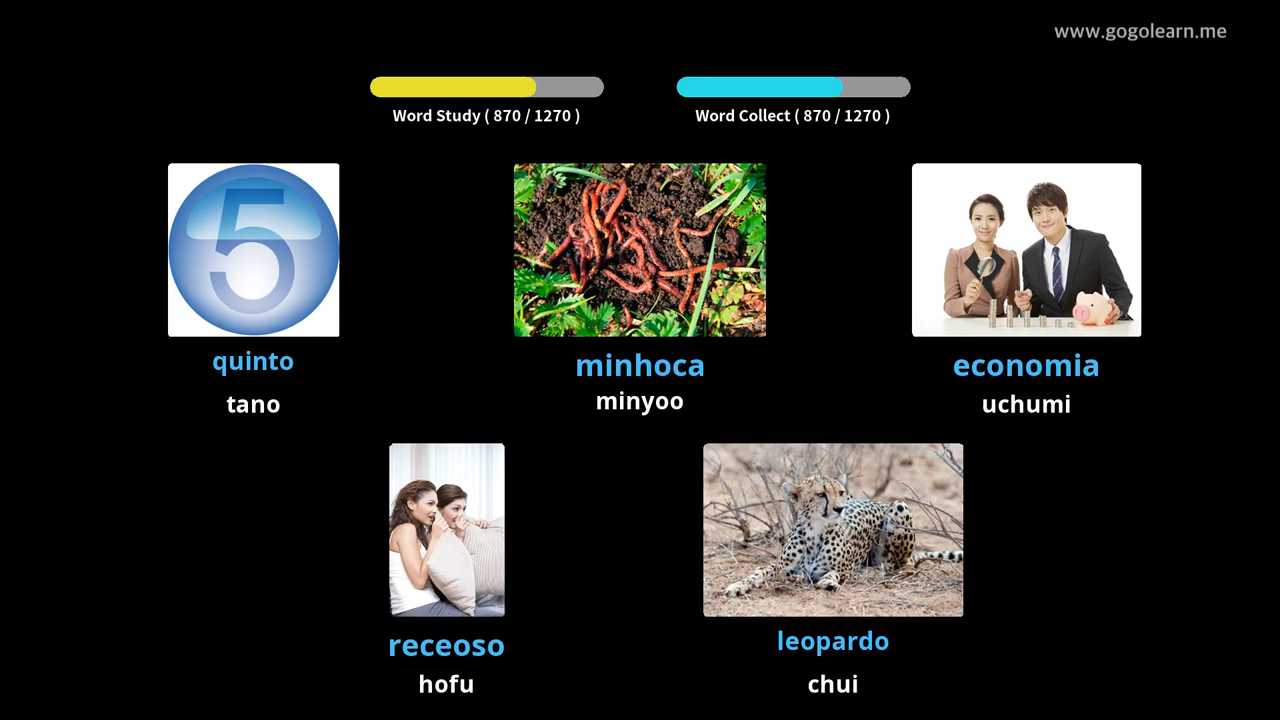 www.gogolearn.me
Word Study ( 870 / 1270 )
Word Collect ( 870 / 1270 )
5
quinto
tano
minhoca
minyoo
economia
uchumi
receoso
hofu
leopardo
chui